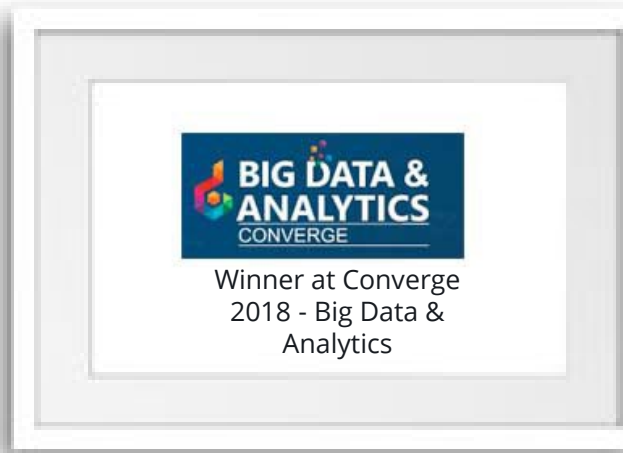 BIG DATA &
ANALYTICS
CONVERGE
Winner at Converge
2018 - Big Data &
Analytics